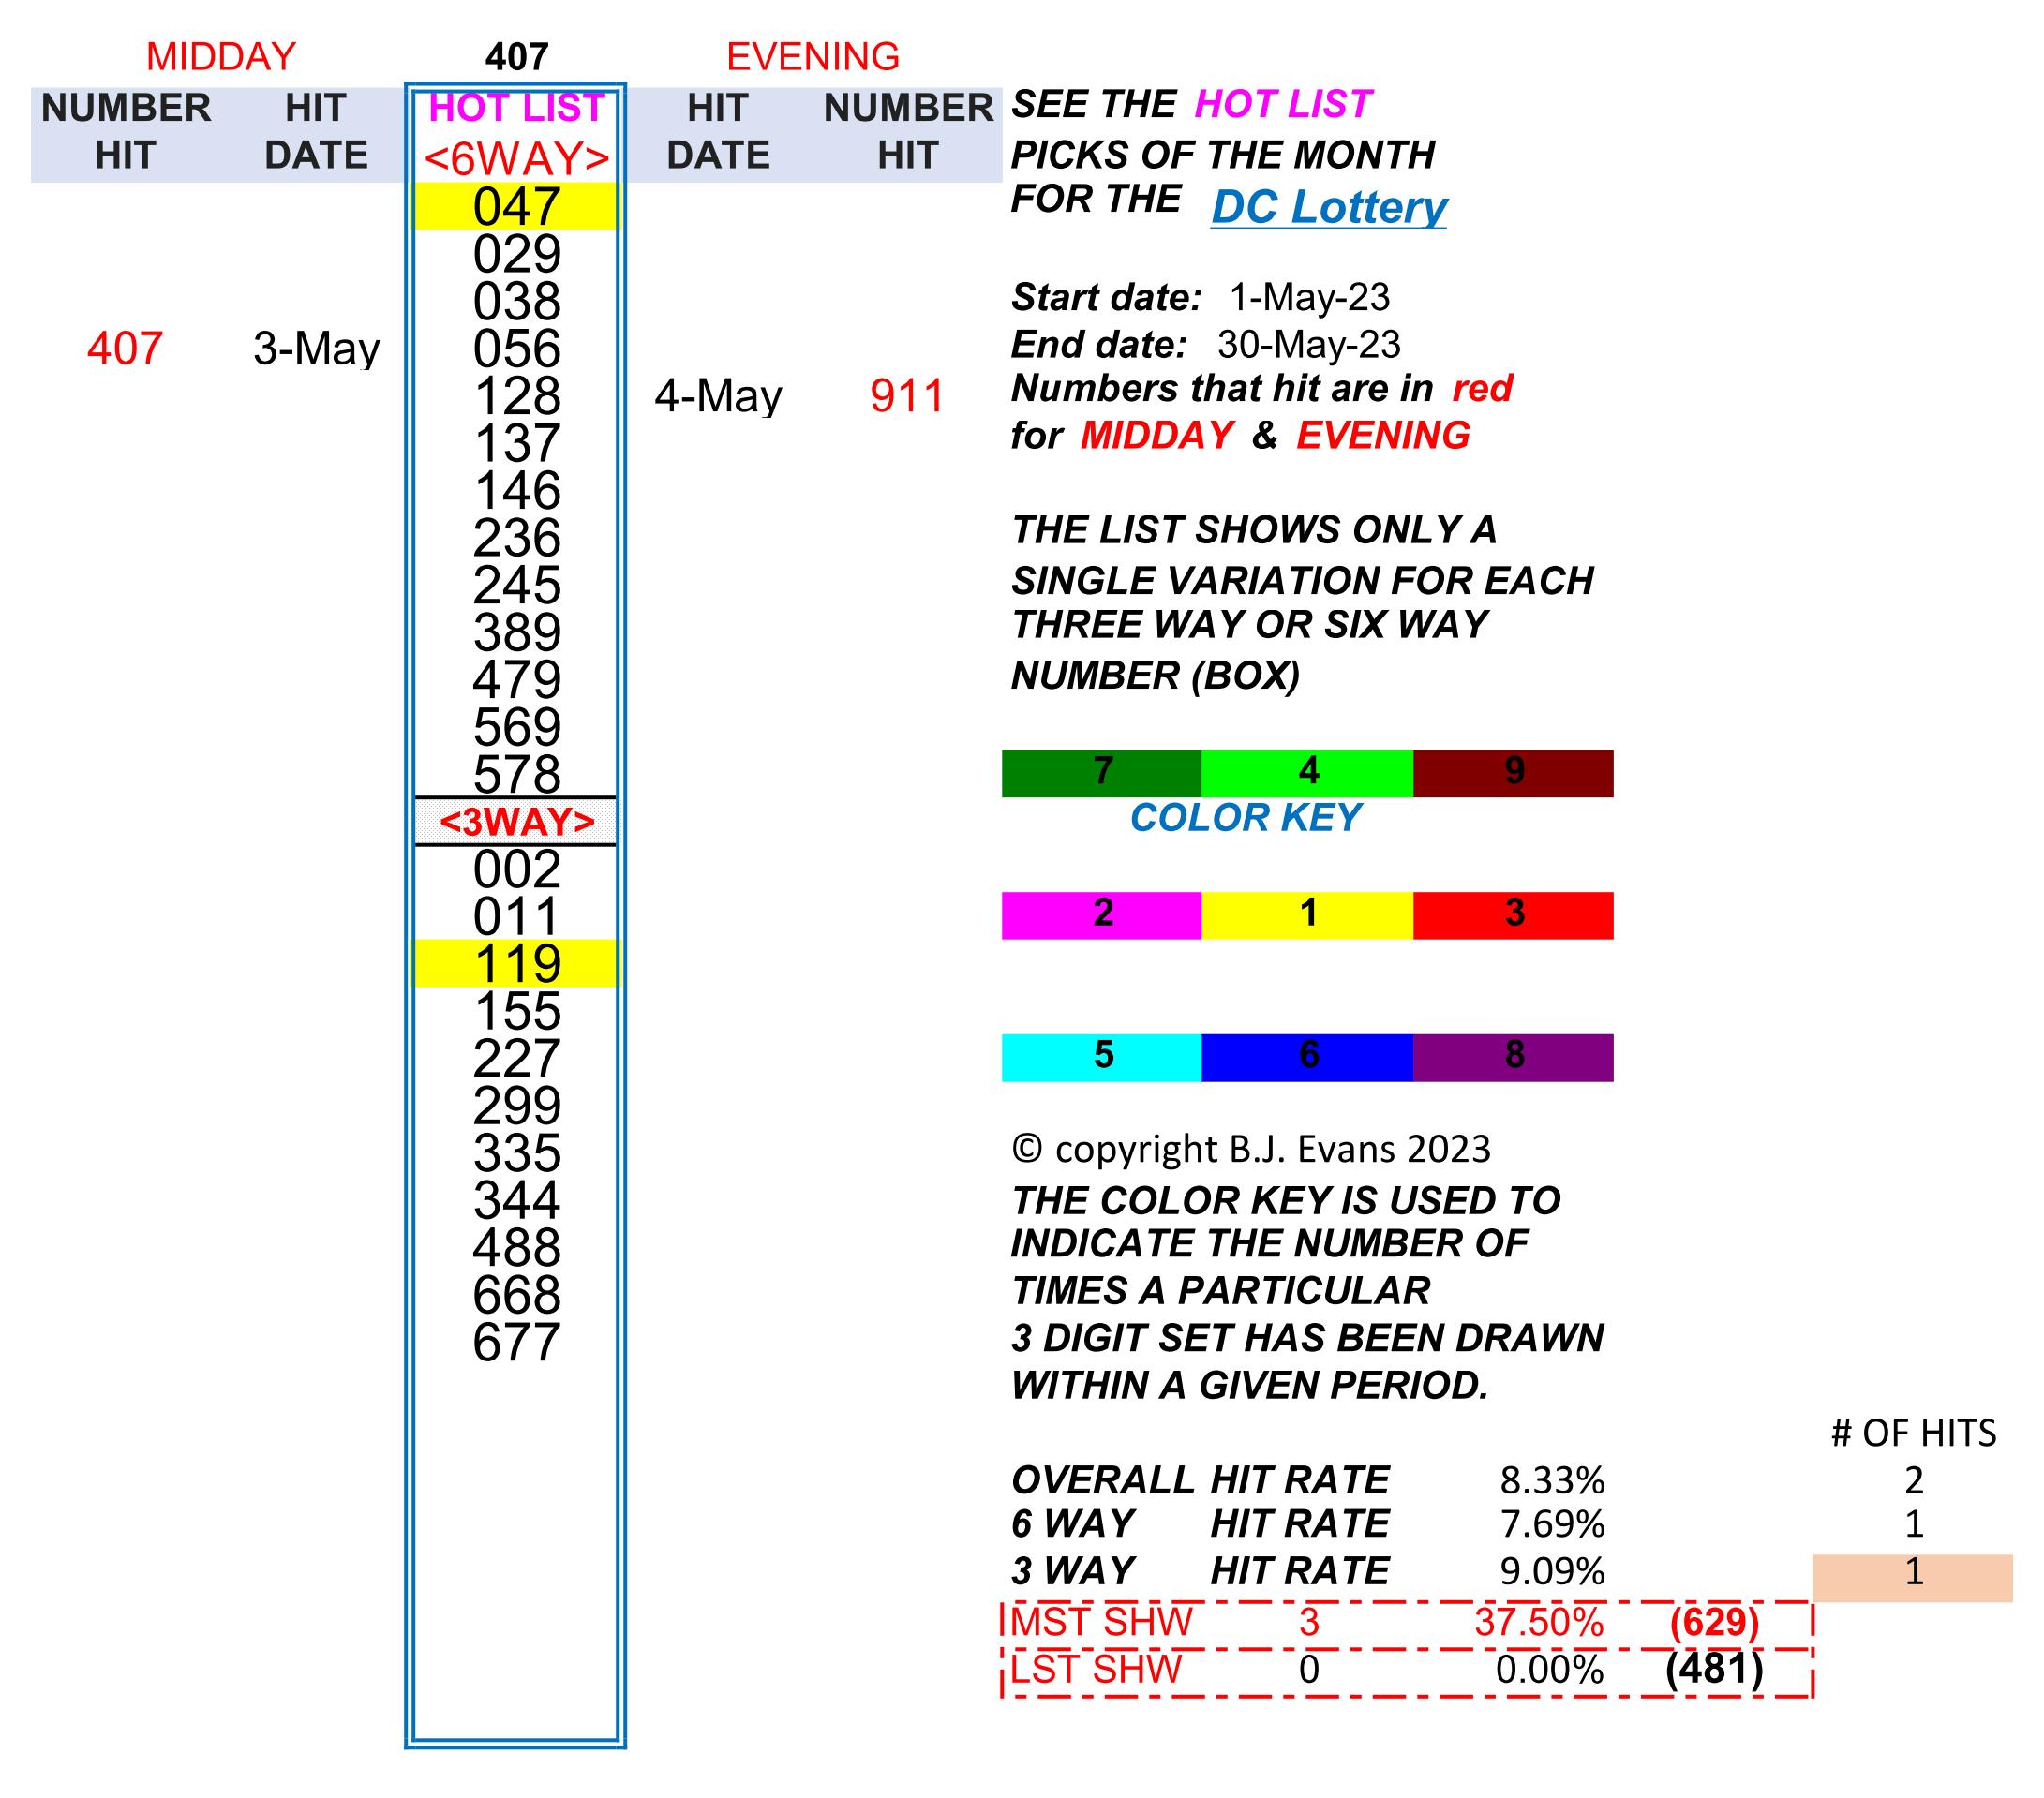 MIDDAY 407 EVENING
NUMBER HIT HOT LIST HIT NUMBER
HIT DATE <6WAY> DATE HIT
047
029
038
407 3-May 056
128 4-May 911
137
146
236
245
389
479
569
578
<3WAY>
002
011
119
155
227
299
335
344
488
668
677
SEE THE HOT LIST
PICKS OF THE MONTH
FOR THE DC Lottery
Start date: 1-May-23
End date: 30-May-23
Numbers that hit are in red
for MIDDAY & EVENING
THE LIST SHOWS ONLY A
SINGLE VARIATION FOR EACH
THREE WAY OR SIX WAY
NUMBER (BOX)
7 4 9
COLOR KEY
2 1 3
5 6 8
© copyright B.J. Evans 2023
THE COLOR KEY IS USED TO
INDICATE THE NUMBER OF
TIMES A PARTICULAR
3 DIGIT SET HAS BEEN DRAWN
WITHIN A GIVEN PERIOD.
# OF HITS
OVERALL HIT RATE 8.33% 2
6 WAY HIT RATE 7.69% 1
3 WAY HIT RATE 9.09% 1
MST SHW 3 37.50% (629)
LST SHW 0 0.00% (481)